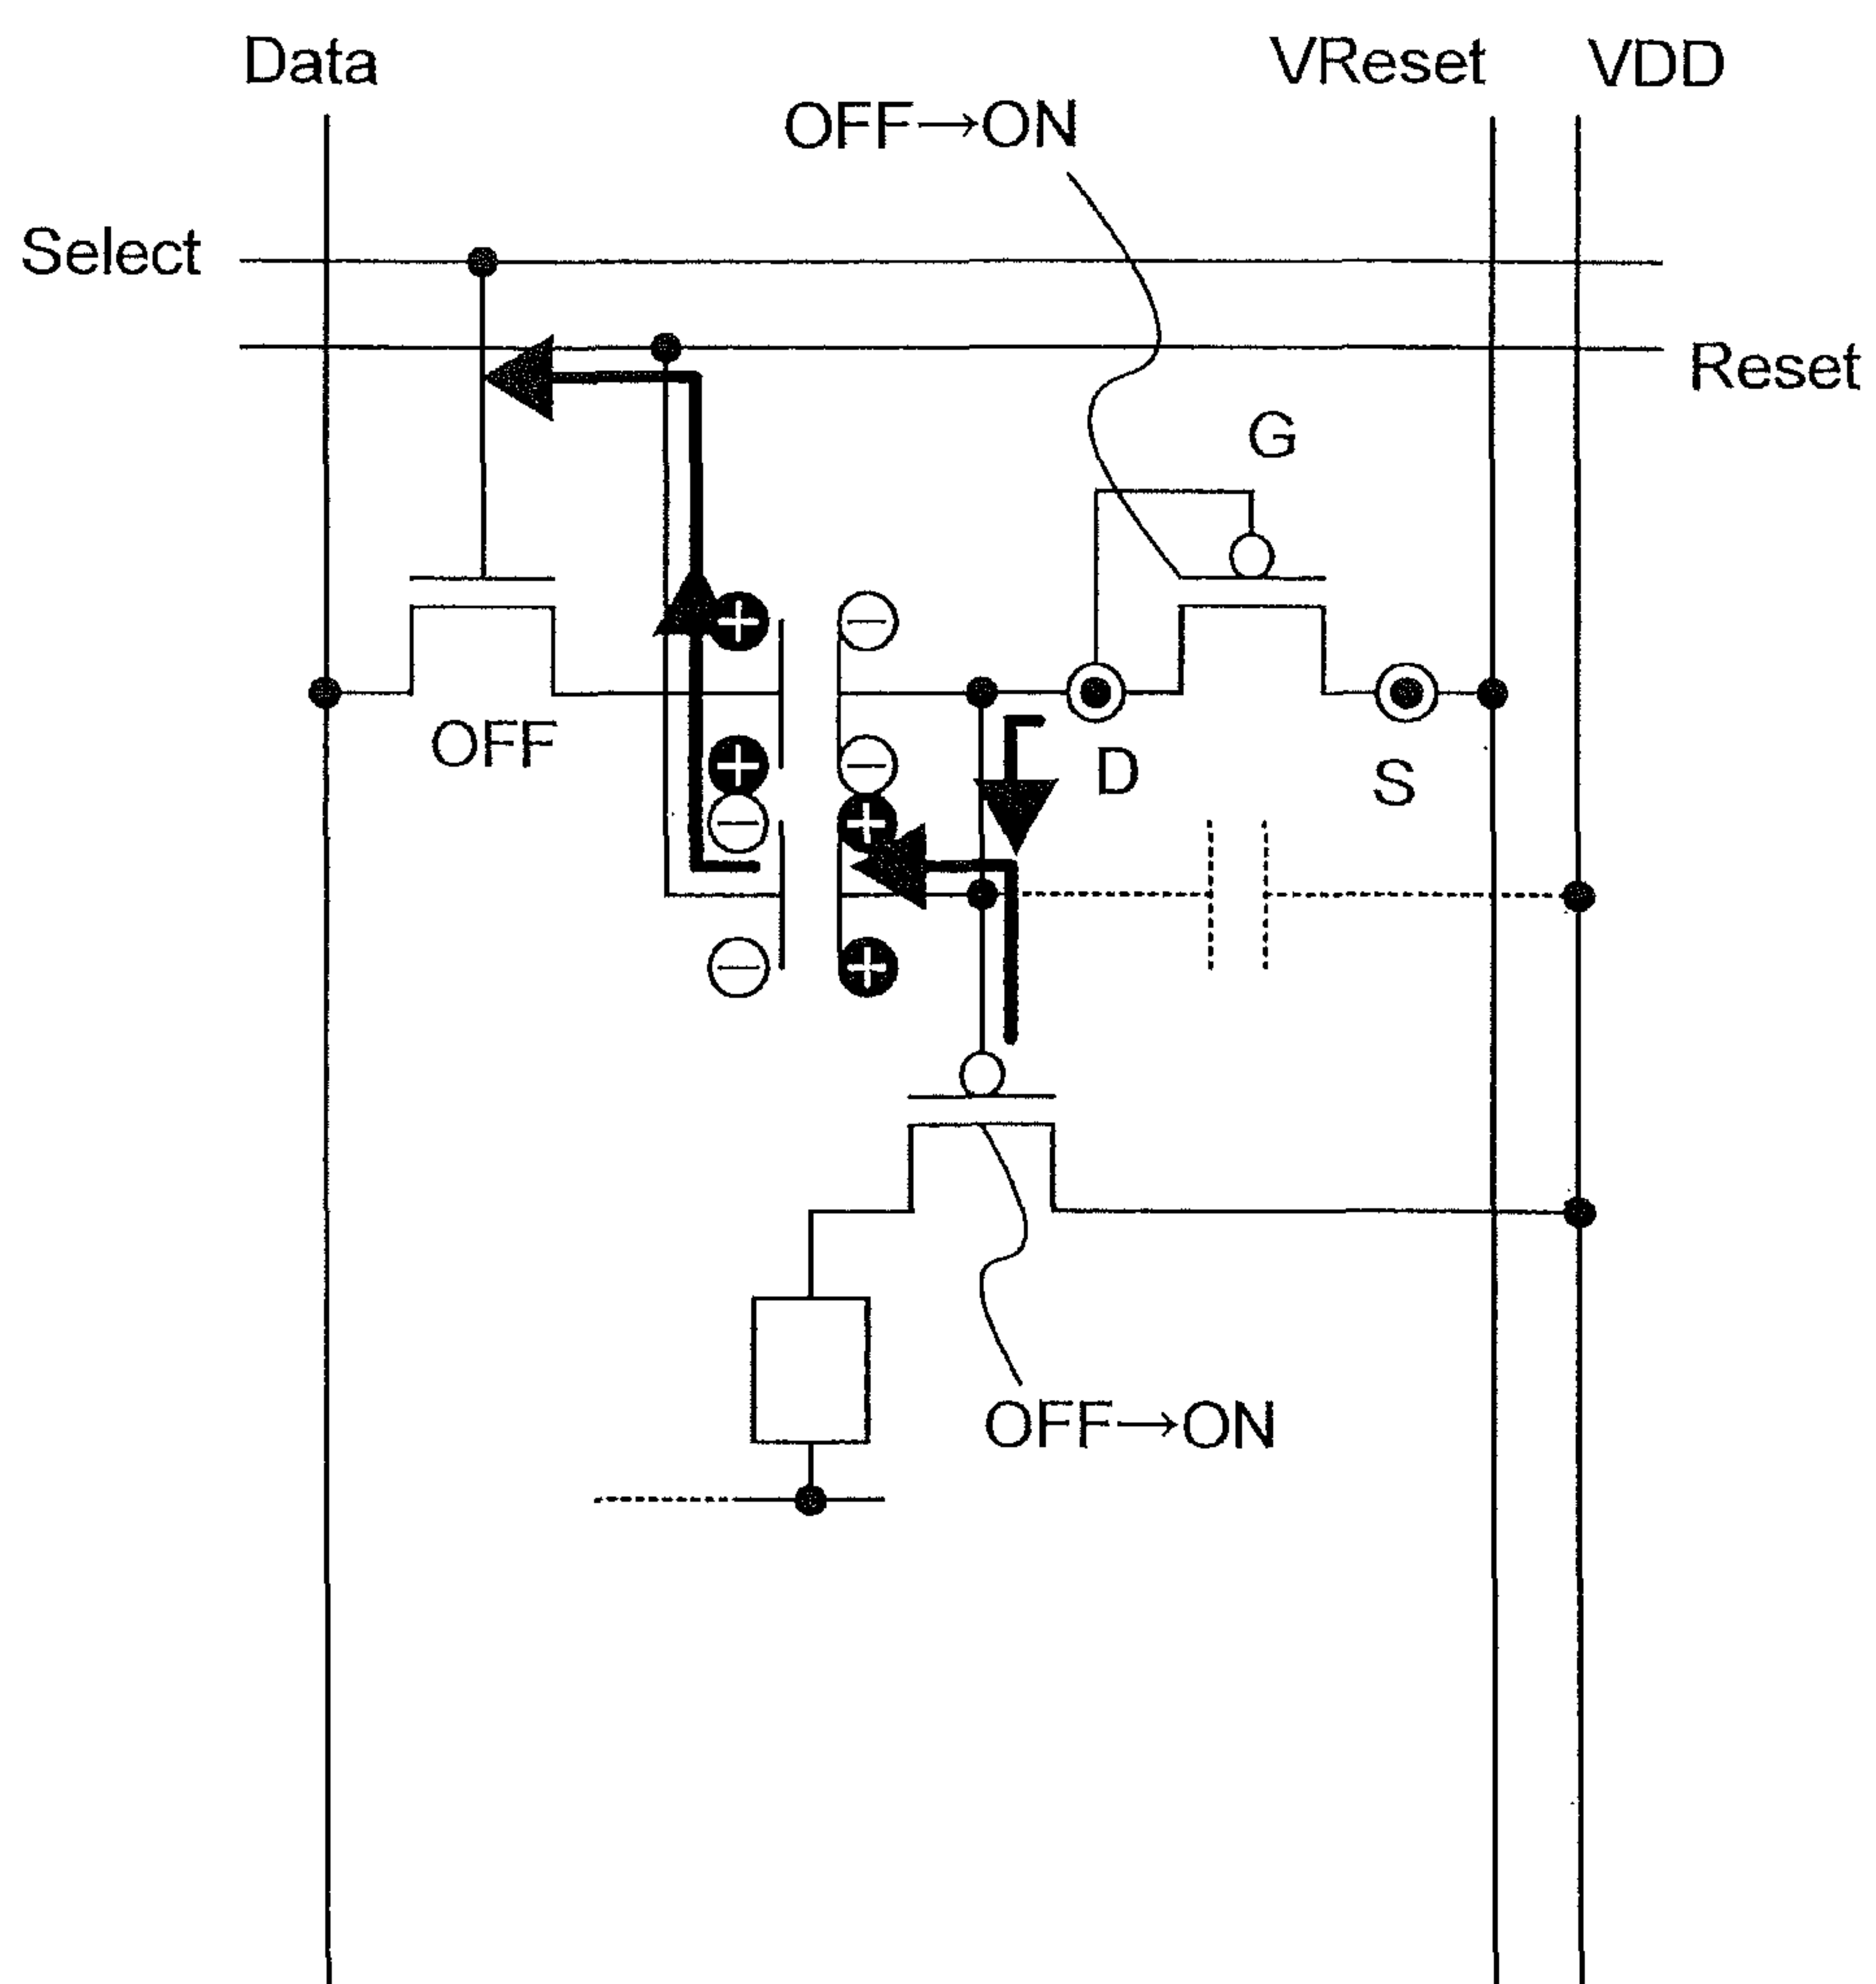 Data
VReset
VDD
OFF→ON
Select
Reset
G
OFF
D
S
OFF→ON